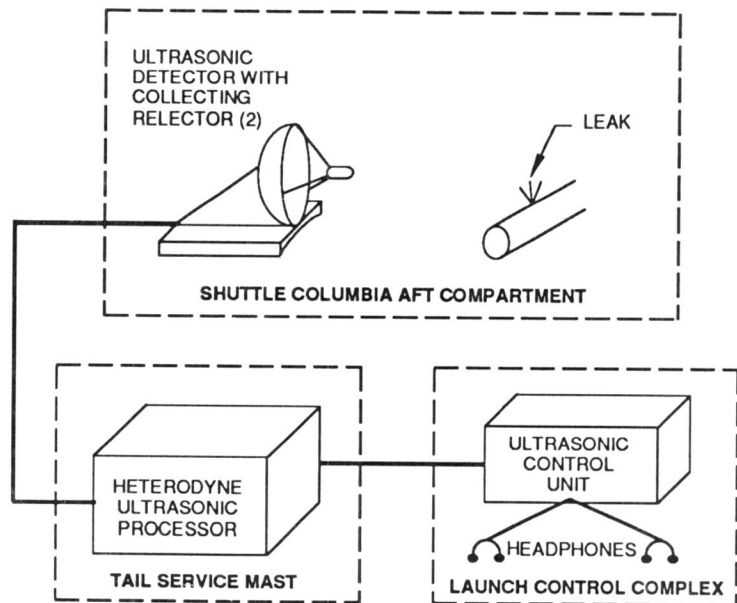 ULTRASONIC
DETECTOR WITH
COLLECTING
RELECTOR (2)
LEAK
SHUTTLE COLUMBIA AFT COMPARTMENT
HETERODYNE
ULTRASONIC
PROCESSOR
TAIL SERVICE MAST
ULTRASONIC
CONTROL
UNIT
HEADPHONES
LAUNCH CONTROL COMPLEX